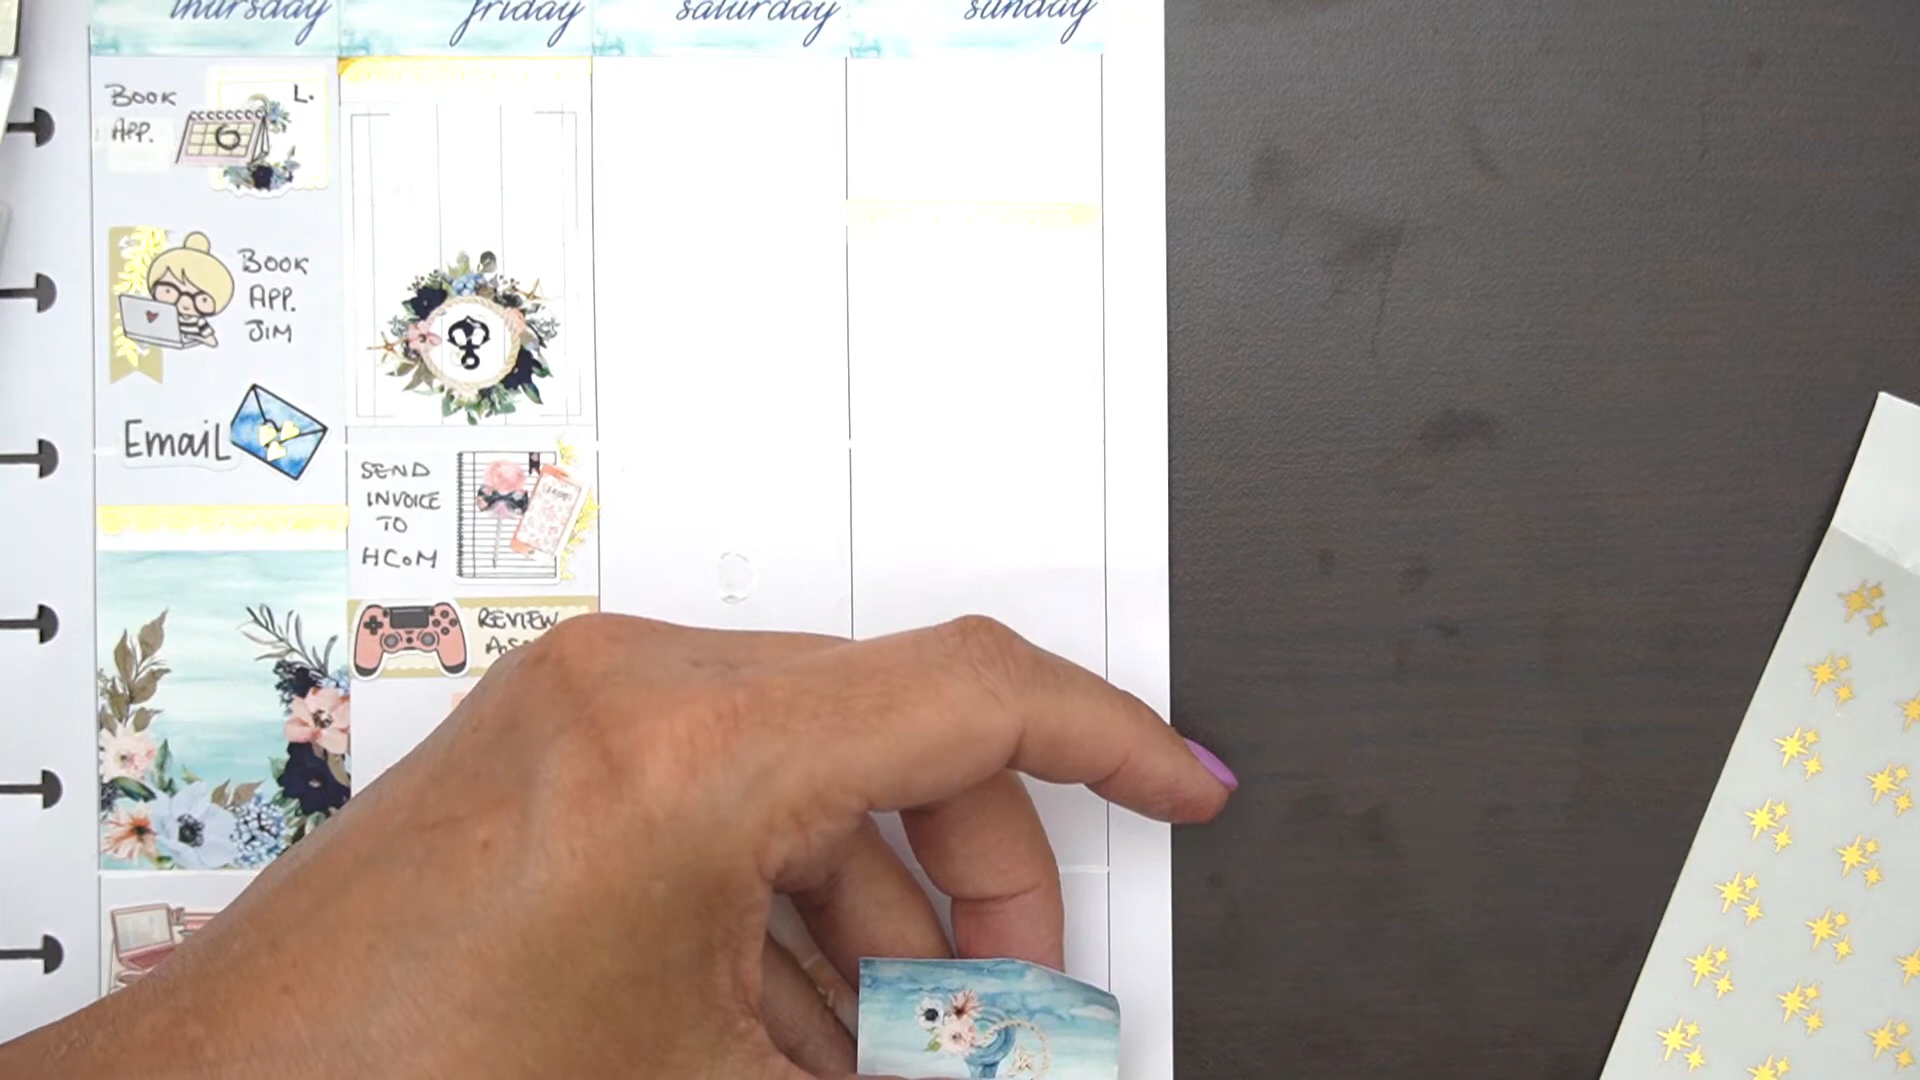 thursday friday saturday sunday
BOOK
APP.
L.
6
BOOK
APP.
JIM
Email
SEND
INVOICE
TO
HCOM
REVIEW